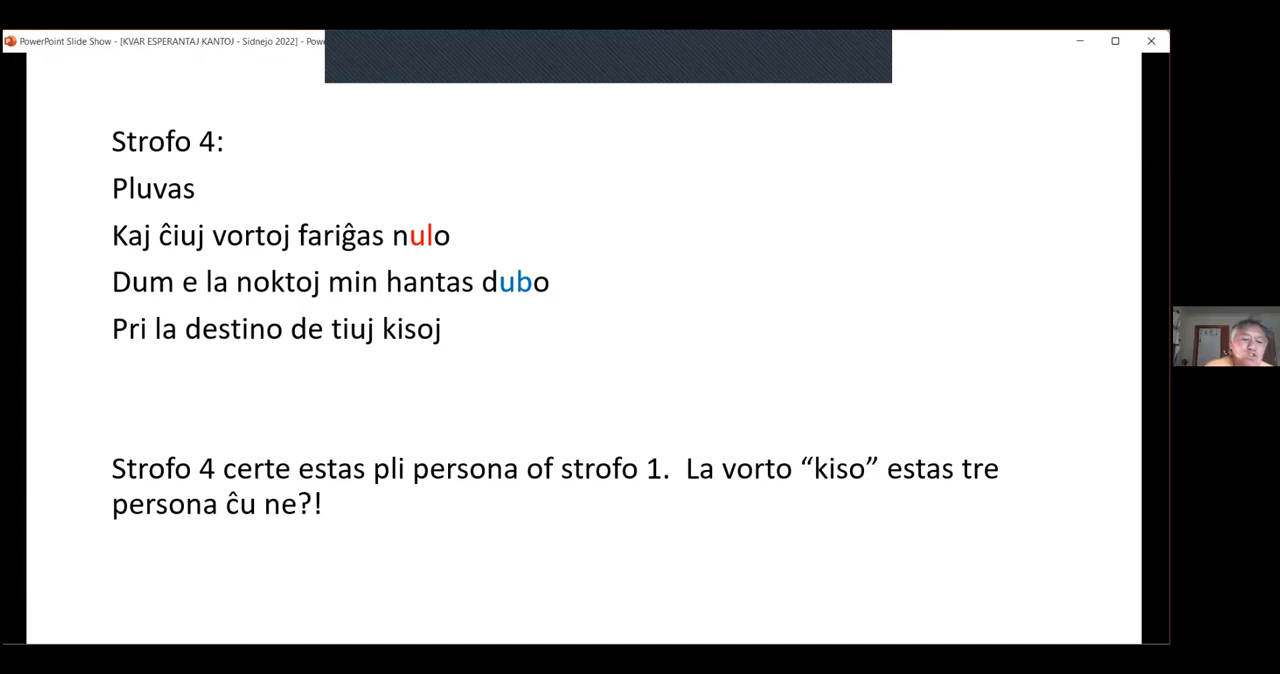 PowerPoint Slide Show - [KVAR ESPERANTAJ KANTOJ - Sidnejo 2022] - Powe
Strofo 4:
Pluvas
Kaj ĉiuj vortoj fariĝas nulo
Dum e la noktoj min hantas dubo
Pri la destino de tiuj kisoj
Strofo 4 certe estas pli persona of strofo 1. La vorto “kiso” estas tre
persona ĉu ne?!